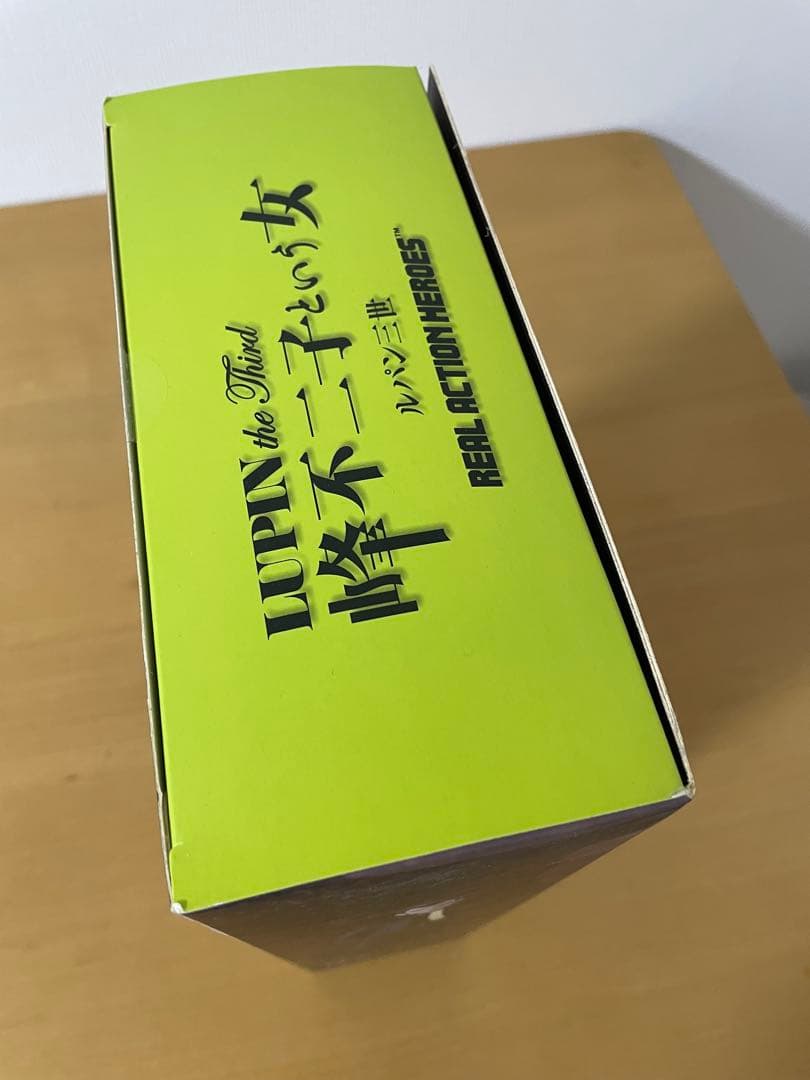 LUPIN the Third
峰不二子という女
ルパン三世
REAL ACTION HEROES™